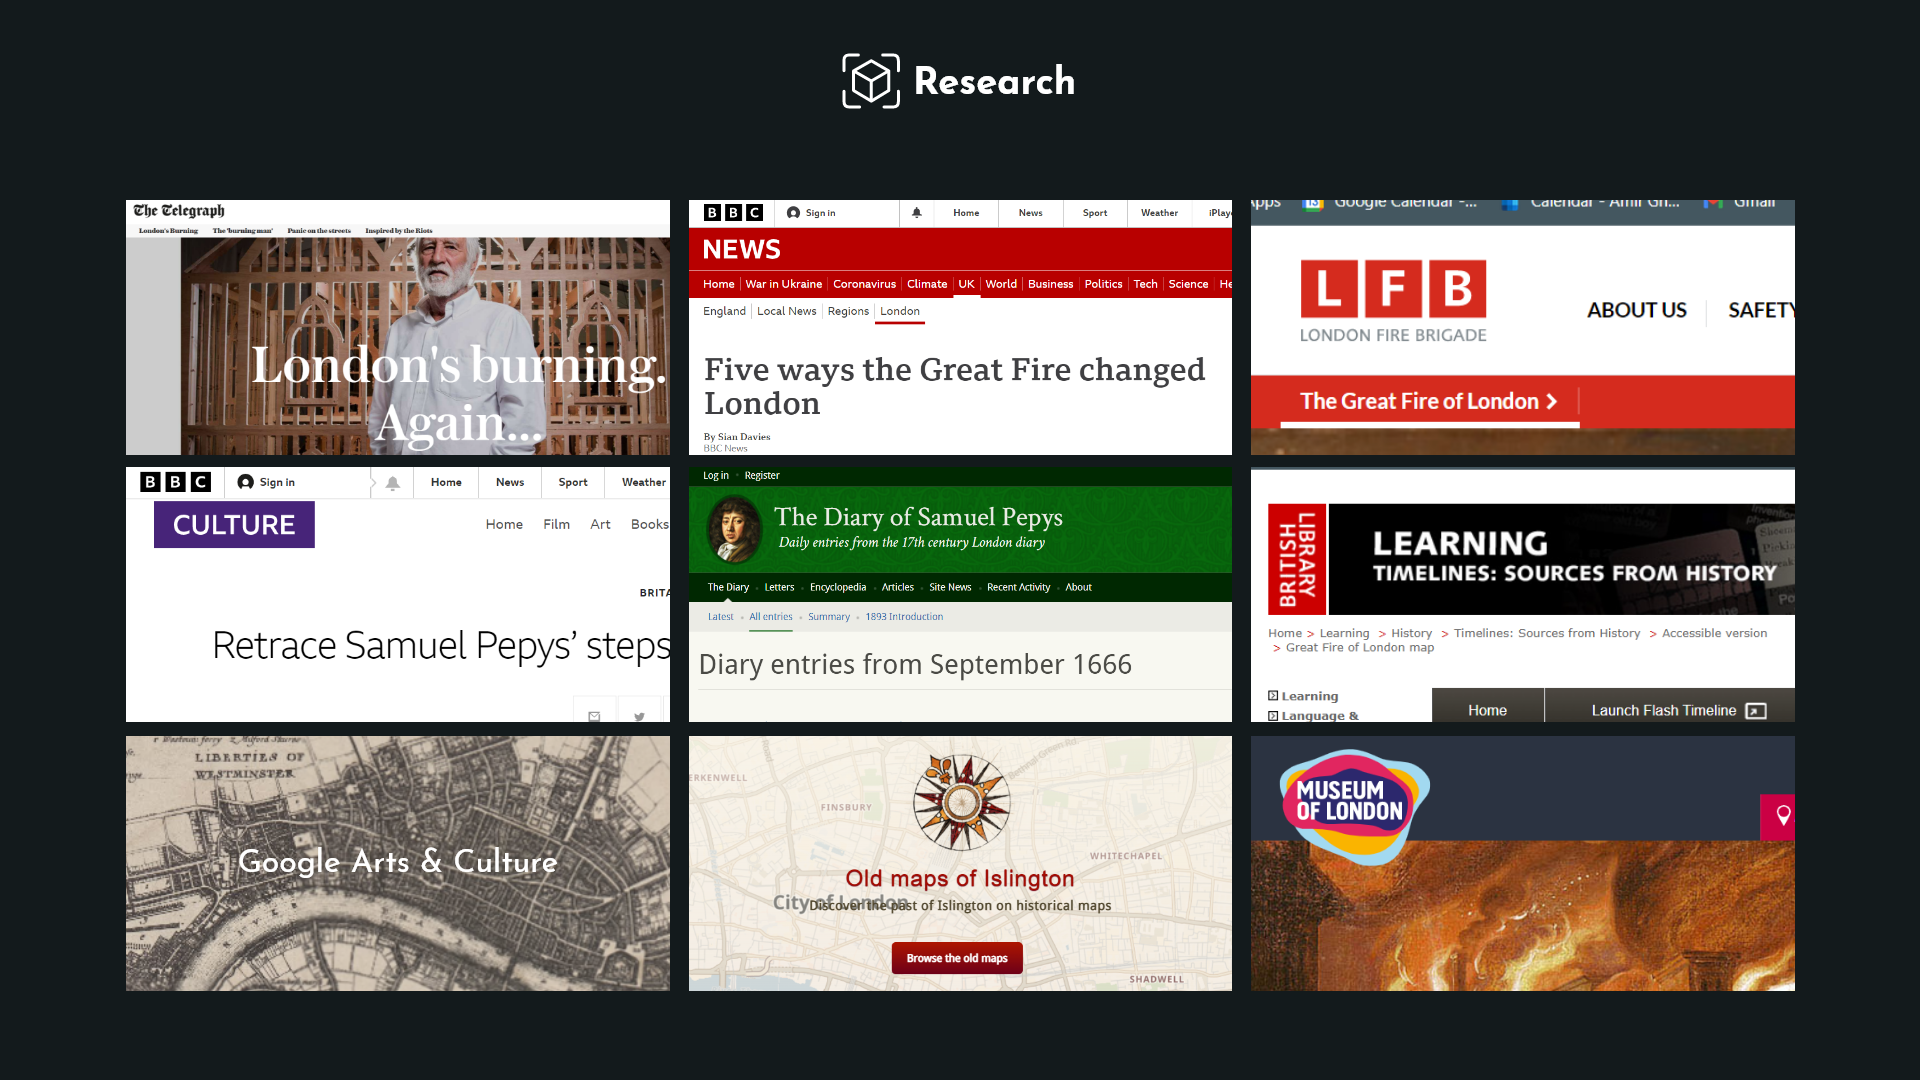 Research
The Telegraph
London's Burning The 'burning man' Panic on the streets Inspired by the Riots
London's burning.
Again...
BBC Sign in Home News Sport Weather iPlaye
NEWS
Home War in Ukraine Coronavirus Climate UK World Business Politics Tech Science He
England Local News Regions London
Five ways the Great Fire changed
London
By Sian Davies
BBC News
Apps Google Calendar -... Calendar - Amir Gh... Gmail
LFB
LONDON FIRE BRIGADE
ABOUT US SAFETY
The Great Fire of London >
BBC Sign in Home News Sport Weather
CULTURE
Home Film Art Books
BRITA
Retrace Samuel Pepys’ steps
Log in Register
The Diary of Samuel Pepys
Daily entries from the 17th century London diary
The Diary Letters Encyclopedia Articles Site News Recent Activity About
Latest All entries Summary 1893 Introduction
Diary entries from September 1666
BRITISH
LIBRARY
LEARNING
TIMELINES: SOURCES FROM HISTORY
Home > Learning > History > Timelines: Sources from History > Accessible version
> Great Fire of London map
Learning
Language &
Home Launch Flash Timeline
LIBERTIES OF
WESTMINSTER
Google Arts & Culture
RIVER
ERKENWELL
Bethnal Green Rd.
FINSBURY
WHITECHAPEL
Old maps of Islington
City of London
Discover the past of Islington on historical maps
Browse the old maps
SHADWELL
MUSEUM
OF LONDON